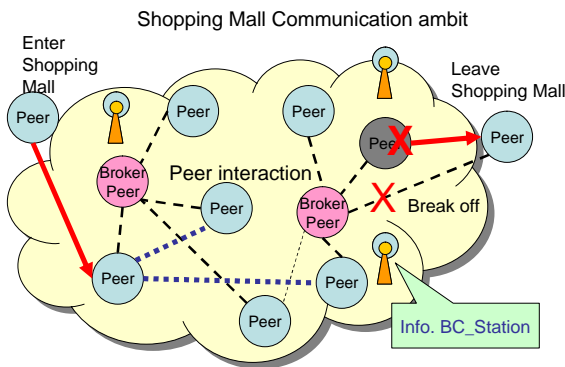 Shopping Mall Communication ambit
Enter
Shopping
Mall
Leave
Shopping Mall
Peer
Peer
Peer
Peer
Peer
Broker
Peer
Peer interaction
Peer
Broker
Peer
Break off
Peer
Peer
Peer
Info. BC_Station